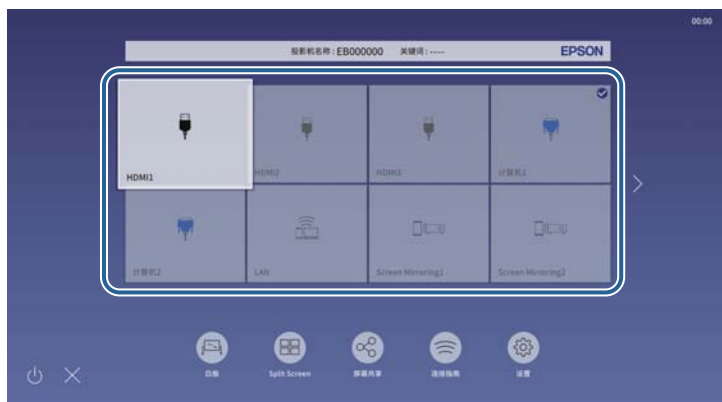 00:00
投影机名称 : EB000000 关键词 : ---- EPSON
HDMI1 HDMI2 HDMI3 计算机1
计算机2 LAN Screen Mirroring1 Screen Mirroring2
白板 Split Screen 屏幕共享 连接指南 设置